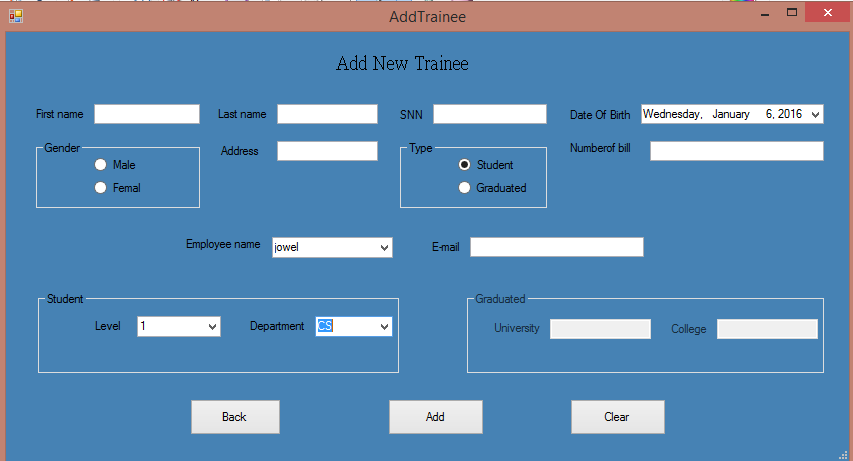 AddTrainee
Add New Trainee
First name Last name SNN Date Of Birth Wednesday, January 6, 2016
Gender Address Type Numberof bill
Male Student
Femal Graduated
Employee name jowel E-mail
Student Graduated
Level 1 Department CS University College
Back Add Clear